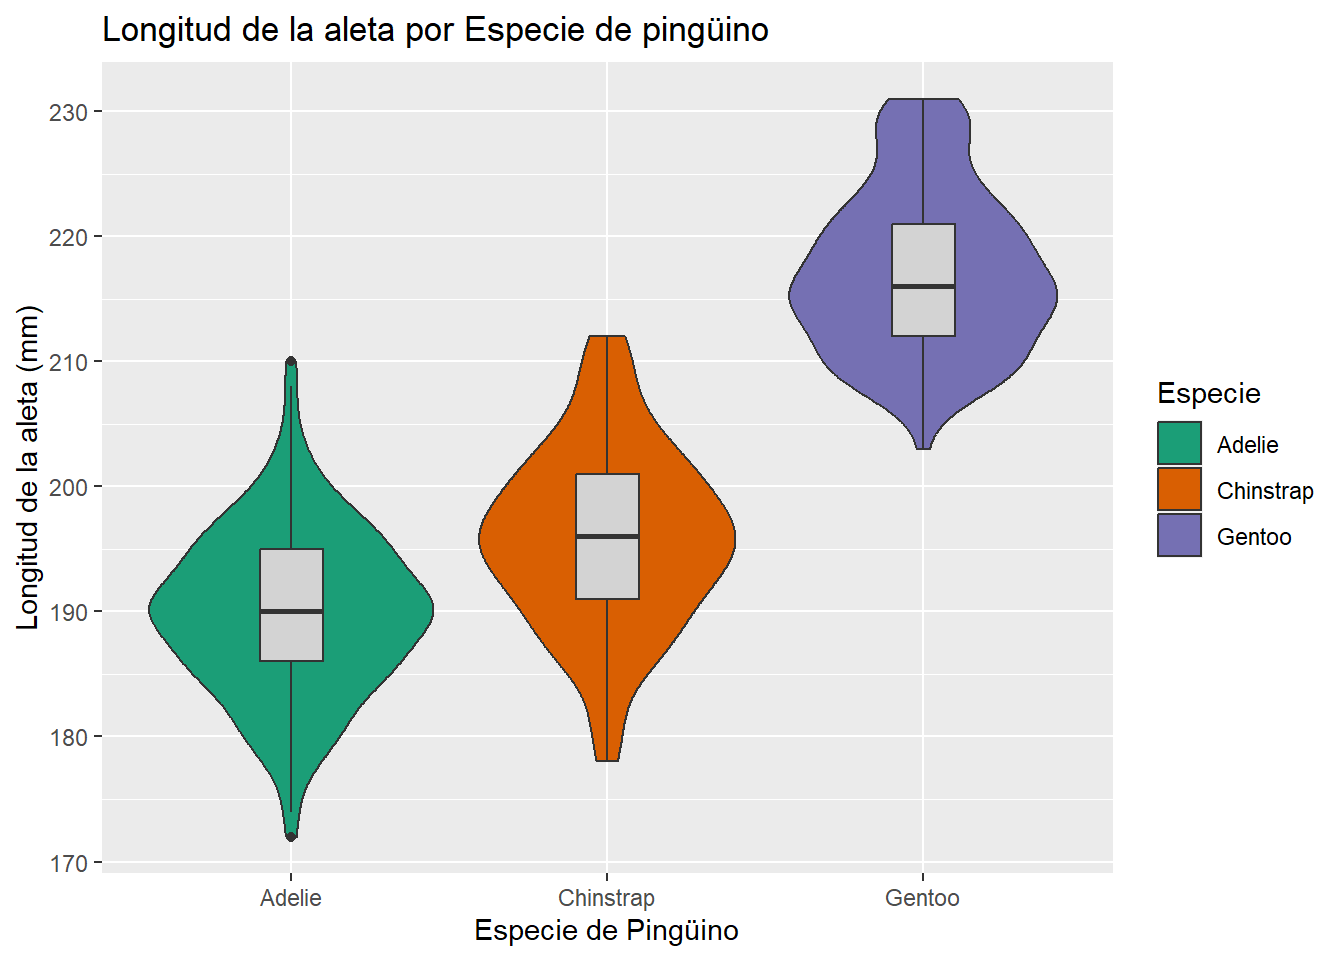 Longitud de la aleta por Especie de pingüino
Longitud de la aleta (mm)
230
220
210
200
190
180
170
Adelie
Chinstrap
Gentoo
Especie de Pingüino
Especie
Adelie
Chinstrap
Gentoo